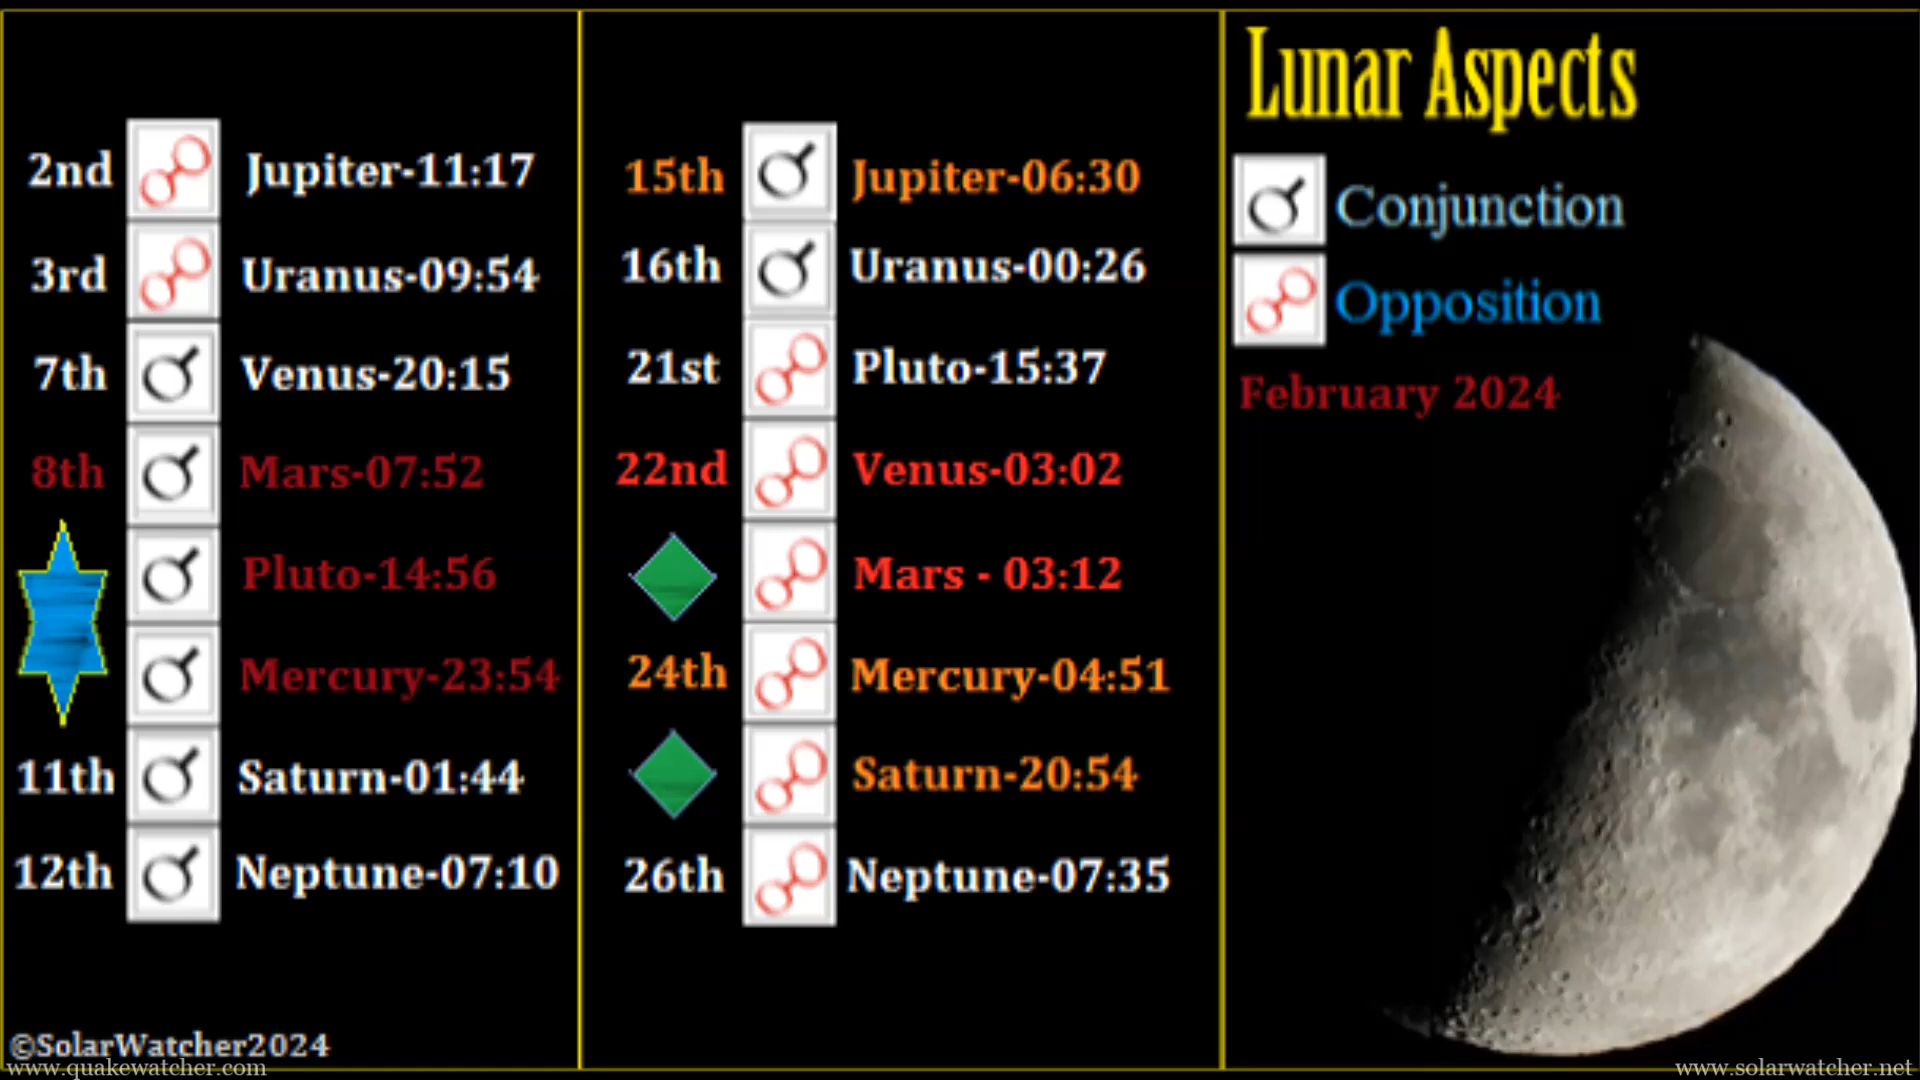 2nd Jupiter-11:17
3rd Uranus-09:54
7th Venus-20:15
8th Mars-07:52
Pluto-14:56
Mercury-23:54
11th Saturn-01:44
12th Neptune-07:10
©SolarWatcher2024
www.quakewatcher.com
15th Jupiter-06:30
16th Uranus-00:26
21st Pluto-15:37
22nd Venus-03:02
Mars - 03:12
24th Mercury-04:51
Saturn-20:54
26th Neptune-07:35
Lunar Aspects
Conjunction
Opposition
February 2024
www.solarwatcher.net